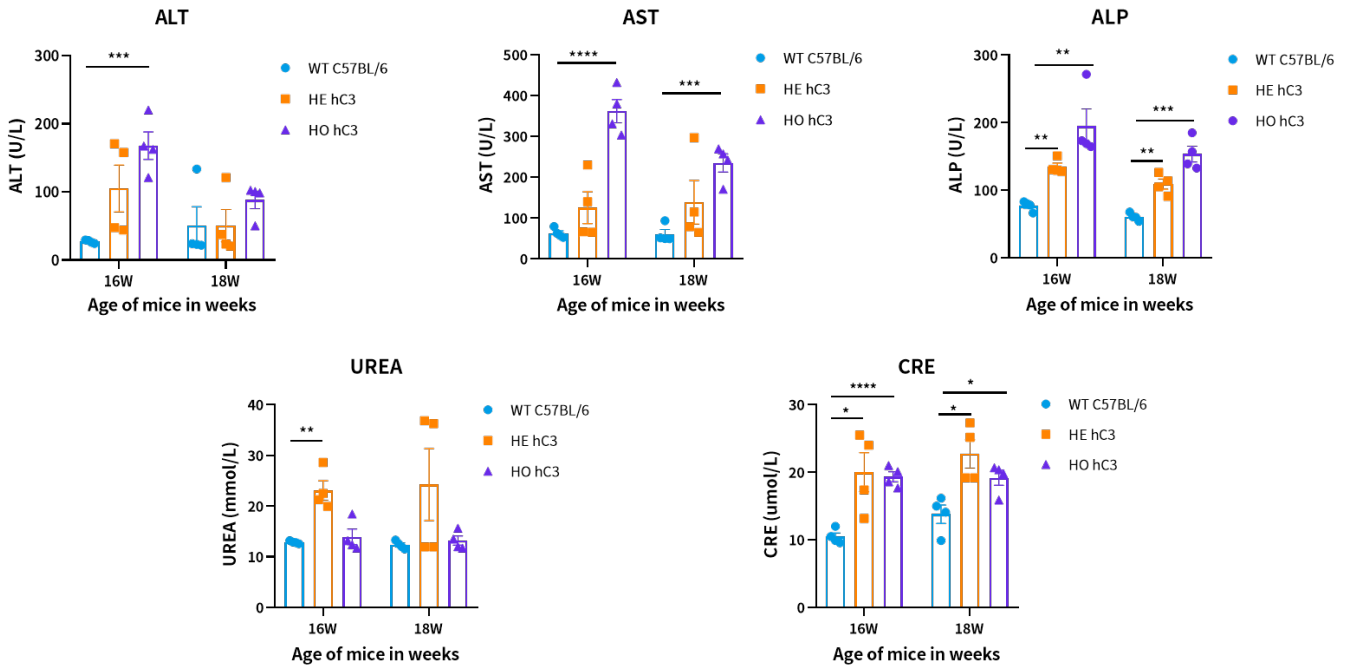 ALT
***
300
200
100
0
ALT (U/L)
16W
18W
Age of mice in weeks
WT C57BL/6
HE hC3
HO hC3
AST
****
***
500
400
300
200
100
0
AST (U/L)
16W
18W
Age of mice in weeks
WT C57BL/6
HE hC3
HO hC3
ALP
**
**
***
**
300
200
100
0
ALP (U/L)
16W
18W
Age of mice in weeks
WT C57BL/6
HE hC3
HO hC3
UREA
**
40
30
20
10
0
UREA (mmol/L)
16W
18W
Age of mice in weeks
WT C57BL/6
HE hC3
HO hC3
CRE
****
*
*
*
30
20
10
0
CRE (umol/L)
16W
18W
Age of mice in weeks
WT C57BL/6
HE hC3
HO hC3